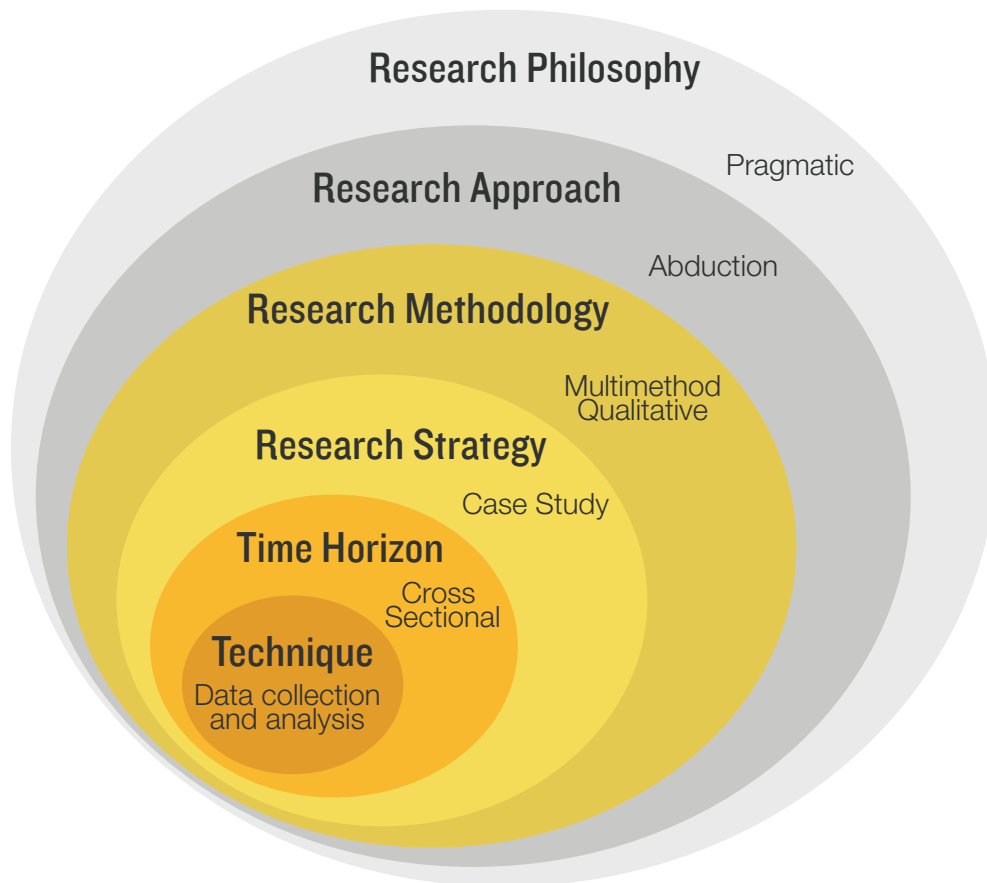 Research Philosophy
Pragmatic
Research Approach
Abduction
Research Methodology
Multimethod
Qualitative
Research Strategy
Case Study
Time Horizon
Cross
Sectional
Technique
Data collection
and analysis